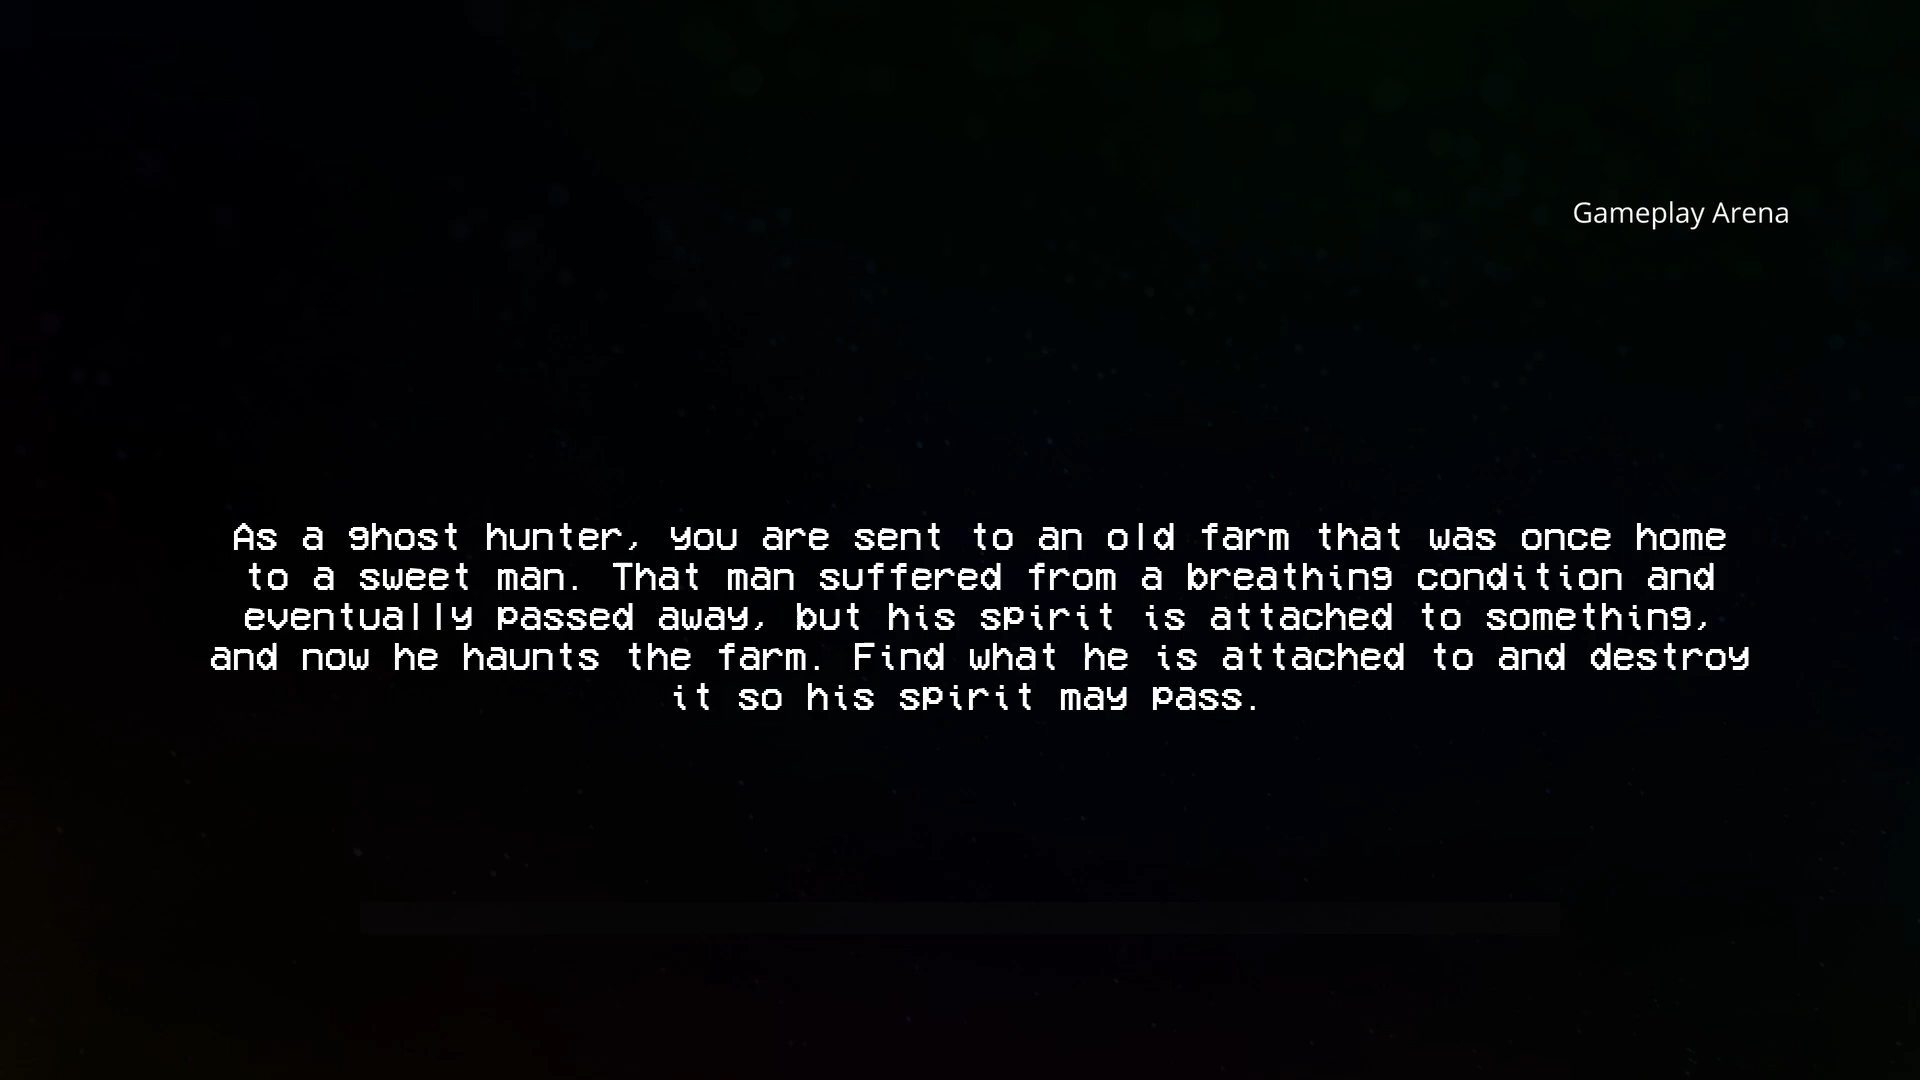 Gameplay Arena
As a ghost hunter, you are sent to an old farm that was once home
to a sweet man. That man suffered from a breathing condition and
eventually passed away, but his spirit is attached to something,
and now he haunts the farm. Find what he is attached to and destroy
it so his spirit may pass.